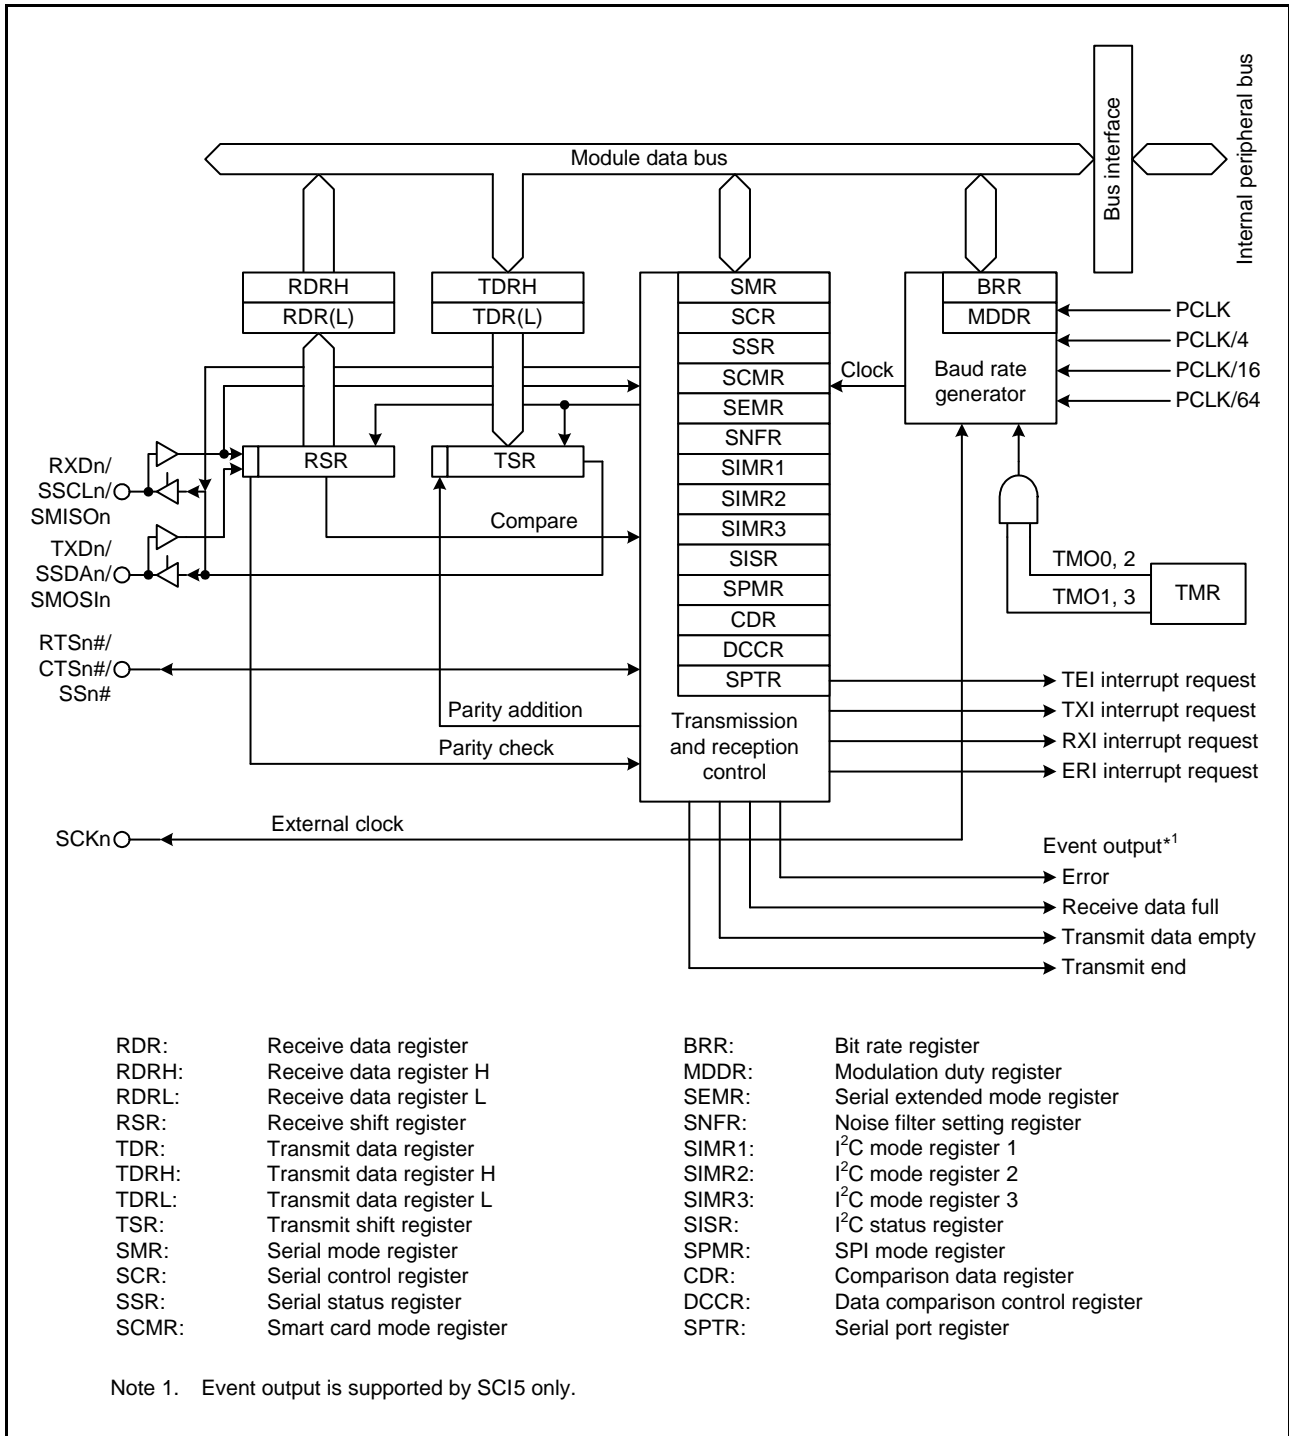 Module data bus
Bus interface
Internal peripheral bus
RDRH
RDR(L)
TDRH
TDR(L)
SMR
SCR
SSR
SCMR
SEMR
SNFR
SIMR1
SIMR2
SIMR3
SISR
SPMR
CDR
DCCR
SPTR
Transmission
and reception
control
BRR
MDDR
Baud rate
generator
Clock
PCLK
PCLK/4
PCLK/16
PCLK/64
RSR
TSR
RXDn/
SSCLn/
SMISOn
TXDn/
SSDAn/
SMOSIn
Compare
TMO0, 2
TMO1, 3
TMR
RTSn#/
CTSn#/
SSn#
Parity addition
Parity check
TEI interrupt request
TXI interrupt request
RXI interrupt request
ERI interrupt request
SCKn
External clock
Event output*1
Error
Receive data full
Transmit data empty
Transmit end
RDR: Receive data register
RDRH: Receive data register H
RDRL: Receive data register L
RSR: Receive shift register
TDR: Transmit data register
TDRH: Transmit data register H
TDRL: Transmit data register L
TSR: Transmit shift register
SMR: Serial mode register
SCR: Serial control register
SSR: Serial status register
SCMR: Smart card mode register
BRR: Bit rate register
MDDR: Modulation duty register
SEMR: Serial extended mode register
SNFR: Noise filter setting register
SIMR1: I2C mode register 1
SIMR2: I2C mode register 2
SIMR3: I2C mode register 3
SISR: I2C status register
SPMR: SPI mode register
CDR: Comparison data register
DCCR: Data comparison control register
SPTR: Serial port register
Note 1. Event output is supported by SCI5 only.